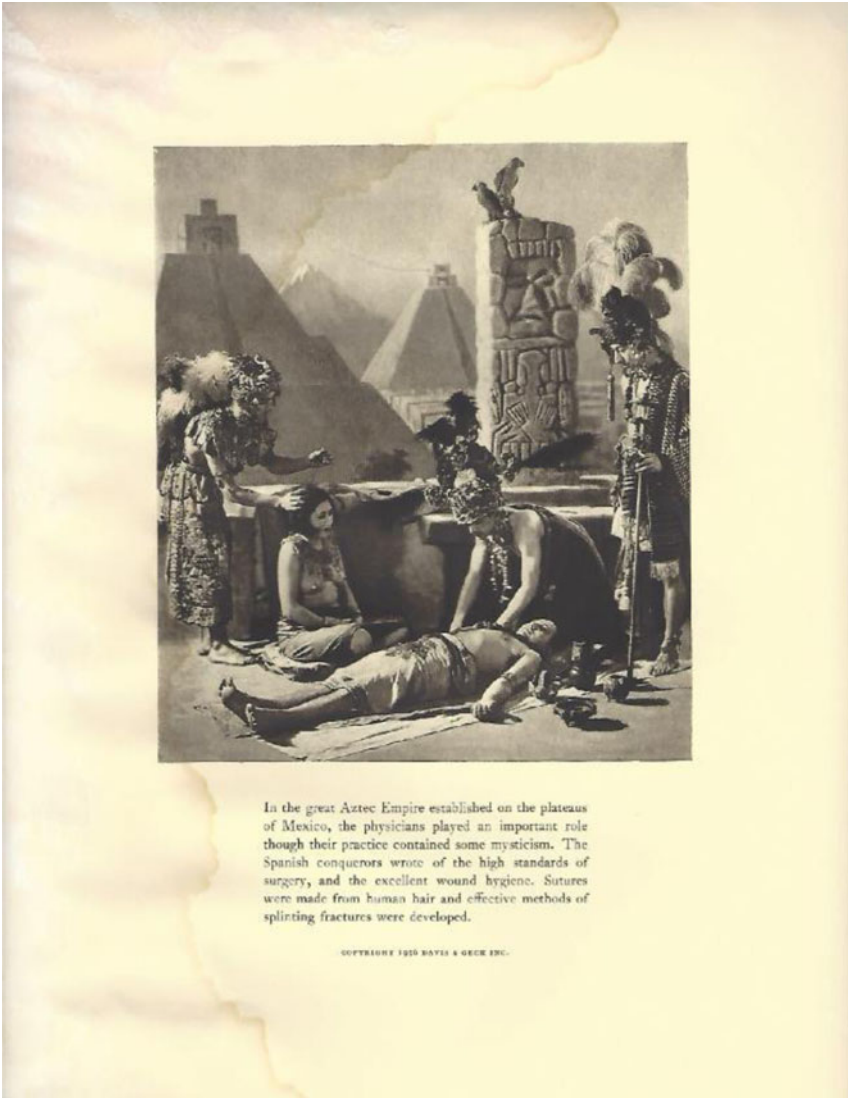 In the great Aztec Empire established on the plateaus
of Mexico, the physicians played an important role
though their practice contained some mysticism. The
Spanish conquerors wrote of the high standards of
surgery, and the excellent wound hygiene. Sutures
were made from human hair and effective methods of
splinting fractures were developed.
COPYRIGHT DAVIS & GECK INC.